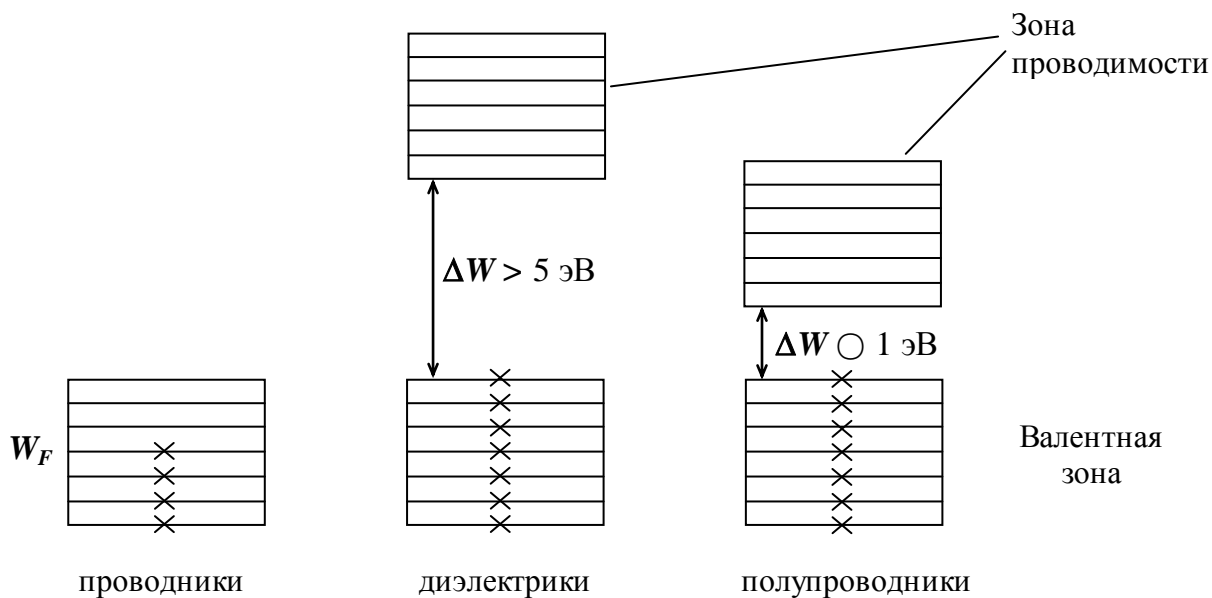 Зона
проводимости
ΔW > 5 эВ
ΔW ○ 1 эВ
W_F
Валентная
зона
проводники
диэлектрики
полупроводники